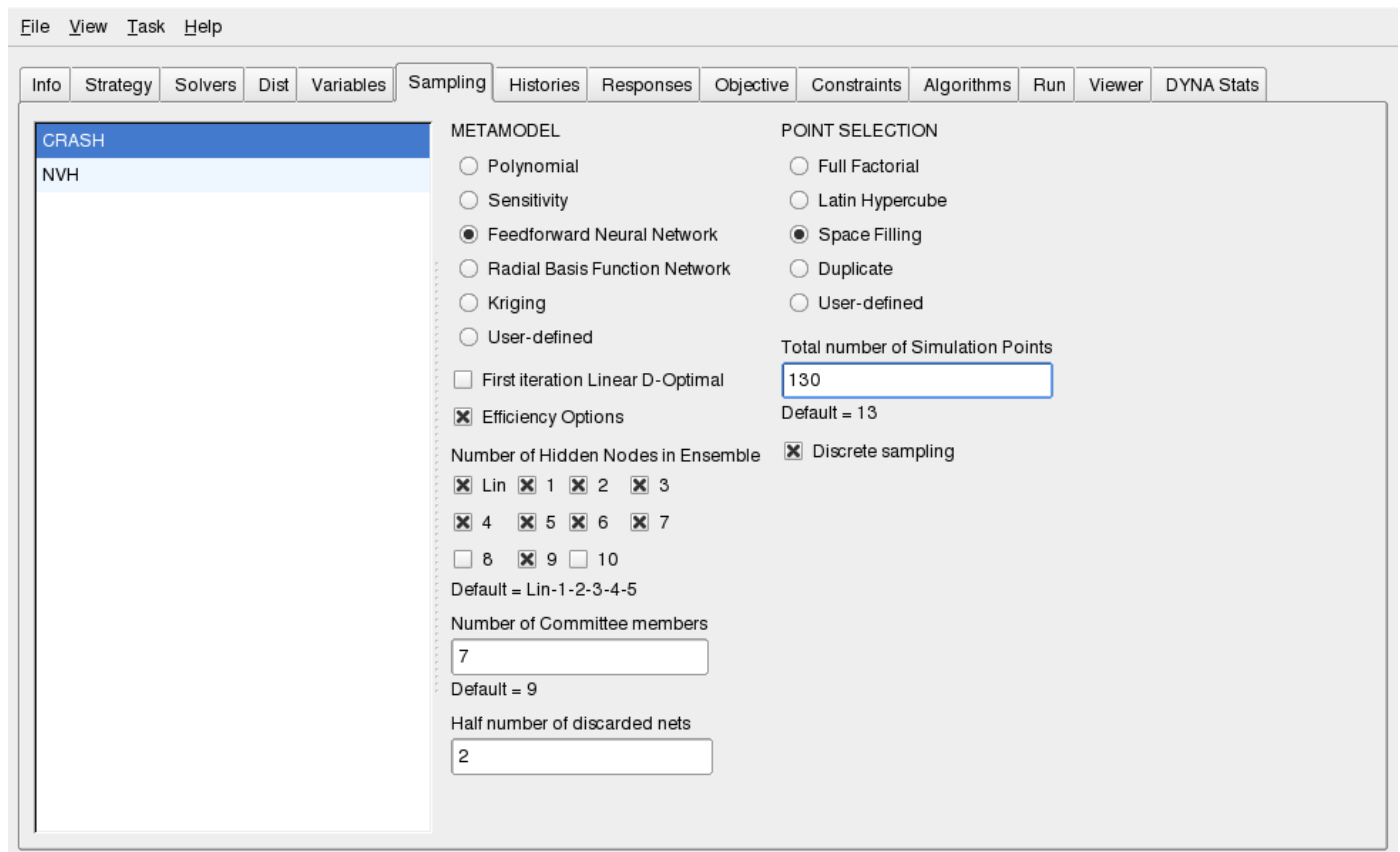 File View Task Help
Info Strategy Solvers Dist Variables Sampling Histories Responses Objective Constraints Algorithms Run Viewer DYNA Stats
CRASH
NVH
METAMODEL
Polynomial
Sensitivity
Feedforward Neural Network
Radial Basis Function Network
Kriging
User-defined
First iteration Linear D-Optimal
Efficiency Options
Number of Hidden Nodes in Ensemble
Lin 1 2 3
4 5 6 7
8 9 10
Default = Lin-1-2-3-4-5
Number of Committee members
7
Default = 9
Half number of discarded nets
2
POINT SELECTION
Full Factorial
Latin Hypercube
Space Filling
Duplicate
User-defined
Total number of Simulation Points
130
Default = 13
Discrete sampling